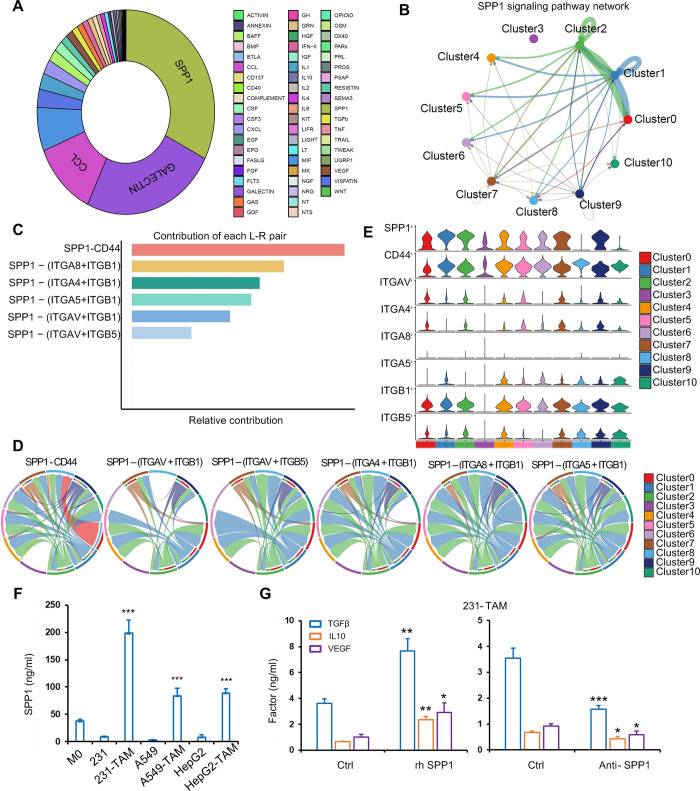 A
SPP1
GALECTIN
CCL
ACTIVIN
ANNEXIN
BAFF
BMP
BTLA
CCL
CD137
CD40
COMPLEMENT
CSF
CSF3
CXCL
EGF
EPO
FASLG
FGF
FLT3
GALECTIN
GAS
GDF
GH
GRN
HGF
IFN-II
IGF
IL1
IL10
IL2
IL4
IL6
KIT
LIFR
LIGHT
LT
MIF
MK
NGF
NRG
NT
NTS
OPIOID
OSM
OX40
PARs
PRL
PROS
PSAP
RESISTIN
SEMA3
SPP1
TGFb
TNF
TRAIL
TWEAK
UGRP1
VEGF
VISFATIN
WNT
B
SPP1 signaling pathway network
Cluster3
Cluster2
Cluster4
Cluster1
Cluster5
Cluster0
Cluster6
Cluster10
Cluster7
Cluster8
Cluster9
C
Contribution of each L-R pair
SPP1-CD44
SPP1 − (ITGA8+ITGB1)
SPP1 − (ITGA4+ITGB1)
SPP1 − (ITGA5+ITGB1)
SPP1 − (ITGAV+ITGB1)
SPP1 − (ITGAV+ITGB5)
Relative contribution
E
SPP1
CD44
ITGAV
ITGA4
ITGA8
ITGA5
ITGB1
ITGB5
Cluster0
Cluster1
Cluster2
Cluster3
Cluster4
Cluster5
Cluster6
Cluster7
Cluster8
Cluster9
Cluster10
D
SPP1-CD44
SPP1−(ITGAV+ITGB1)
SPP1−(ITGAV+ITGB5)
SPP1−(ITGA4+ITGB1)
SPP1−(ITGA8+ITGB1)
SPP1−(ITGA5+ITGB1)
Cluster0
Cluster1
Cluster2
Cluster3
Cluster4
Cluster5
Cluster6
Cluster7
Cluster8
Cluster9
Cluster10
F
SPP1 (ng/ml)
250
200
150
100
50
0
***
***
***
M0
231
231-TAM
A549
A549-TAM
HepG2
HepG2-TAM
G
231-TAM
Factor (ng/ml)
10
8
6
4
2
0
TGFβ
IL10
VEGF
**
**
*
Ctrl
rh SPP1
5
4
3
2
1
0
***
*
*
Ctrl
Anti-SPP1